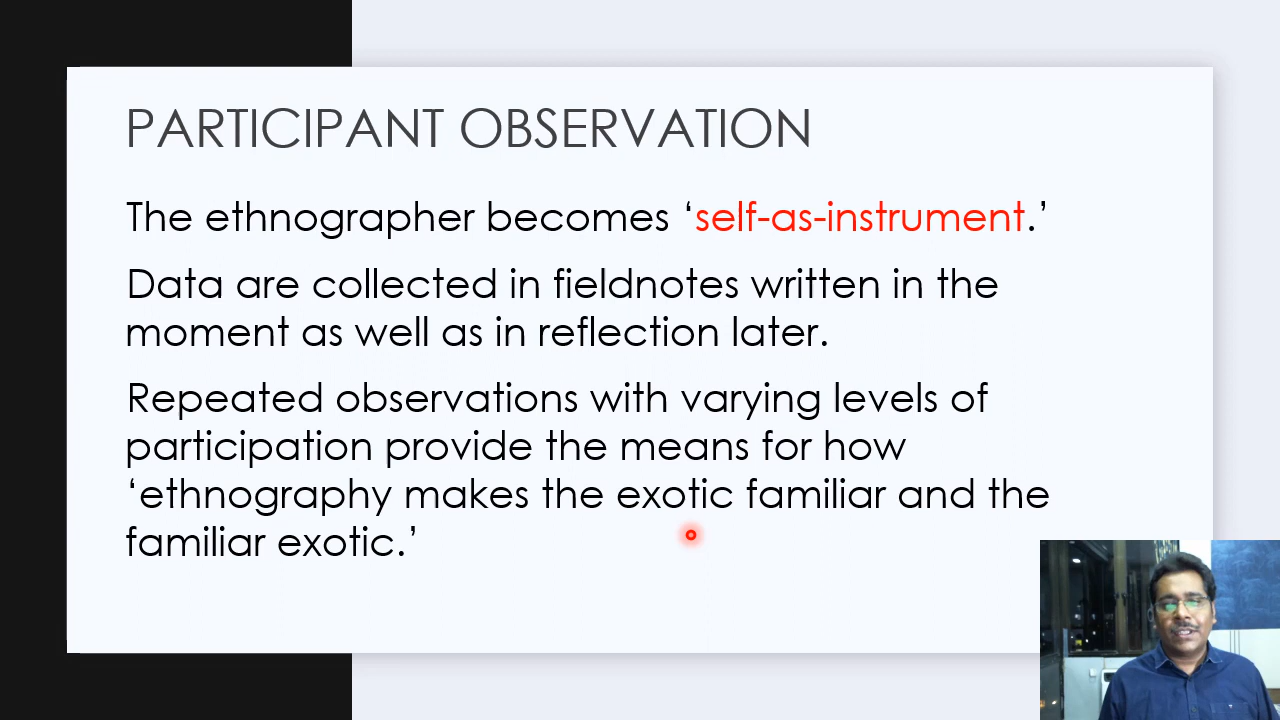 PARTICIPANT OBSERVATION
The ethnographer becomes ‘self-as-instrument.’
Data are collected in fieldnotes written in the
moment as well as in reflection later.
Repeated observations with varying levels of
participation provide the means for how
‘ethnography makes the exotic familiar and the
familiar exotic.’